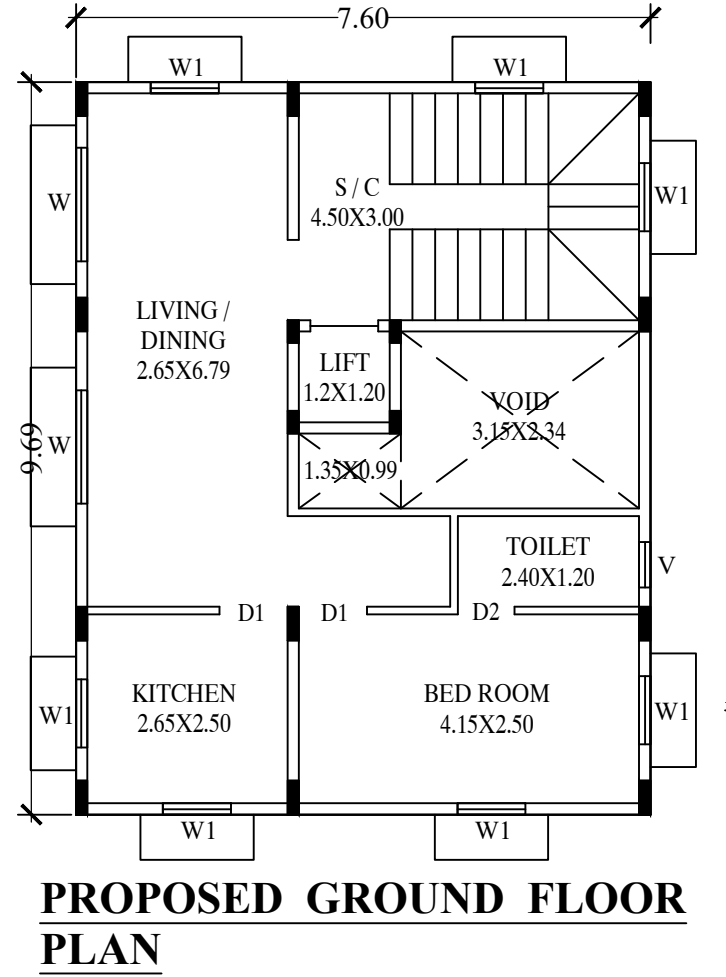 7.60
W1
W1
W
S / C
4.50X3.00
W1
LIVING /
DINING
2.65X6.79
LIFT
1.2X1.20
VOID
3.15X2.34
9.69
W
1.35X0.99
TOILET
2.40X1.20
V
D1
D1
D2
KITCHEN
2.65X2.50
BED ROOM
4.15X2.50
W1
W1
W1
W1
PROPOSED GROUND FLOOR
PLAN